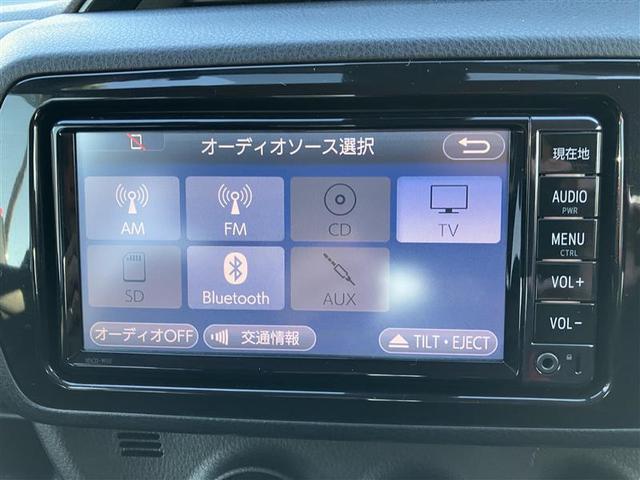 オーディオソース選択
AM
FM
CD
TV
SD
Bluetooth
AUX
オーディオOFF
交通情報
TILT・EJECT
現在地
AUDIO
PWR
MENU
CTRL
VOL+
VOL−